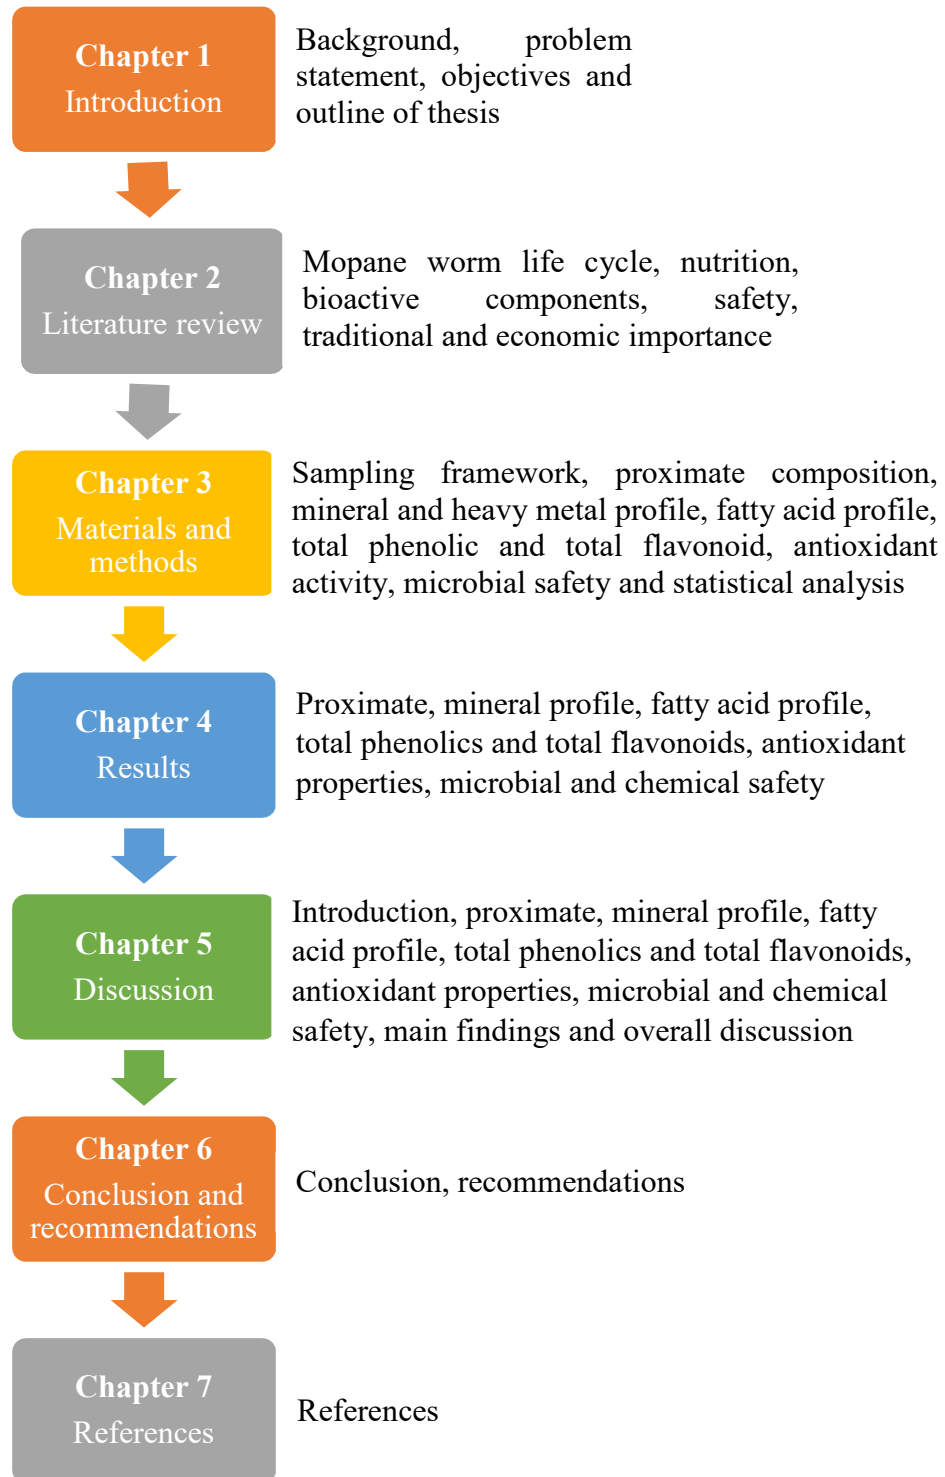 Chapter 1
Introduction
Background, problem
statement, objectives and
outline of thesis
Chapter 2
Literature review
Mopane worm life cycle, nutrition,
bioactive components, safety,
traditional and economic importance
Chapter 3
Materials and
methods
Sampling framework, proximate composition,
mineral and heavy metal profile, fatty acid profile,
total phenolic and total flavonoid, antioxidant
activity, microbial safety and statistical analysis
Chapter 4
Results
Proximate, mineral profile, fatty acid profile,
total phenolics and total flavonoids, antioxidant
properties, microbial and chemical safety
Chapter 5
Discussion
Introduction, proximate, mineral profile, fatty
acid profile, total phenolics and total flavonoids,
antioxidant properties, microbial and chemical
safety, main findings and overall discussion
Chapter 6
Conclusion and
recommendations
Conclusion, recommendations
Chapter 7
References
References